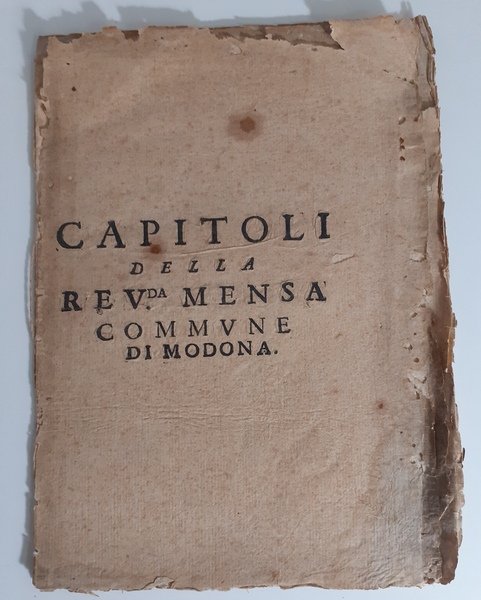 CAPITOLI
DELLA
REV.DA MENSA
COMMVNE
DI MODONA.